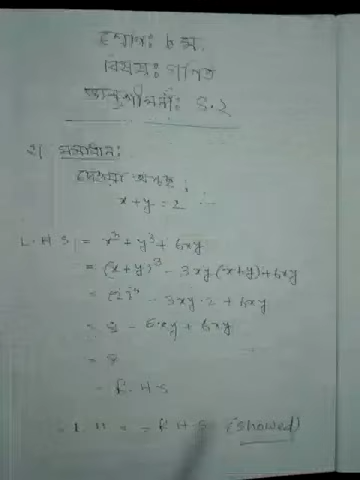 শ্রেণি: ৮ম.
বিষয়: গণিত
অনুশীলনী: ৪.২
২। সমাধান:
দেওয়া আছে,
x+y = 2
L.H.S = x³ + y³ + 6xy
= (x+y)³ - 3xy(x+y) + 6xy
= (2)³ - 3xy·2 + 6xy
= 8 - 6xy + 6xy
= 8
= R.H.S
= R.H.S (showed)